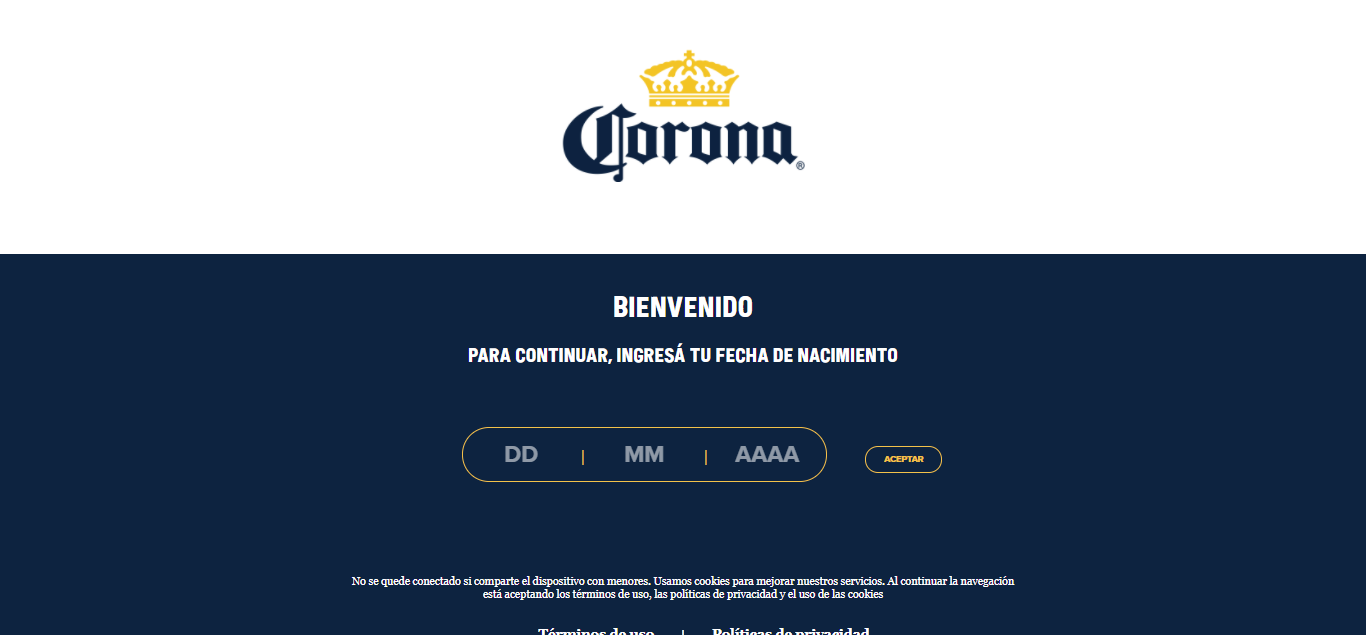 Corona®
BIENVENIDO
PARA CONTINUAR, INGRESÁ TU FECHA DE NACIMIENTO
DD | MM | AAAA
ACEPTAR
No se quede conectado si comparte el dispositivo con menores. Usamos cookies para mejorar nuestros servicios. Al continuar la navegación
está aceptando los términos de uso, las políticas de privacidad y el uso de las cookies
Términos de uso | Políticas de privacidad